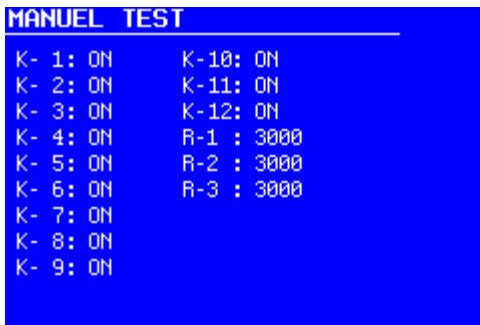 MANUEL TEST
K- 1: ON
K- 2: ON
K- 3: ON
K- 4: ON
K- 5: ON
K- 6: ON
K- 7: ON
K- 8: ON
K- 9: ON
K-10: ON
K-11: ON
K-12: ON
R-1 : 3000
R-2 : 3000
R-3 : 3000